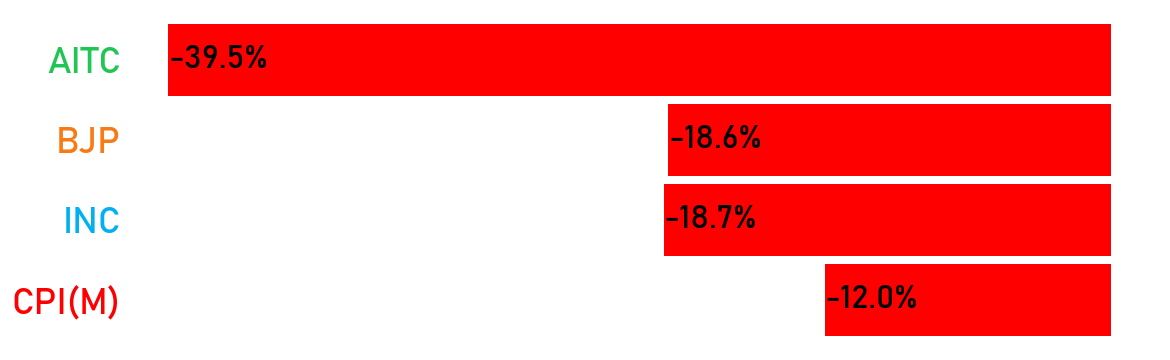 AITC -39.5%
BJP -18.6%
INC -18.7%
CPI(M) -12.0%